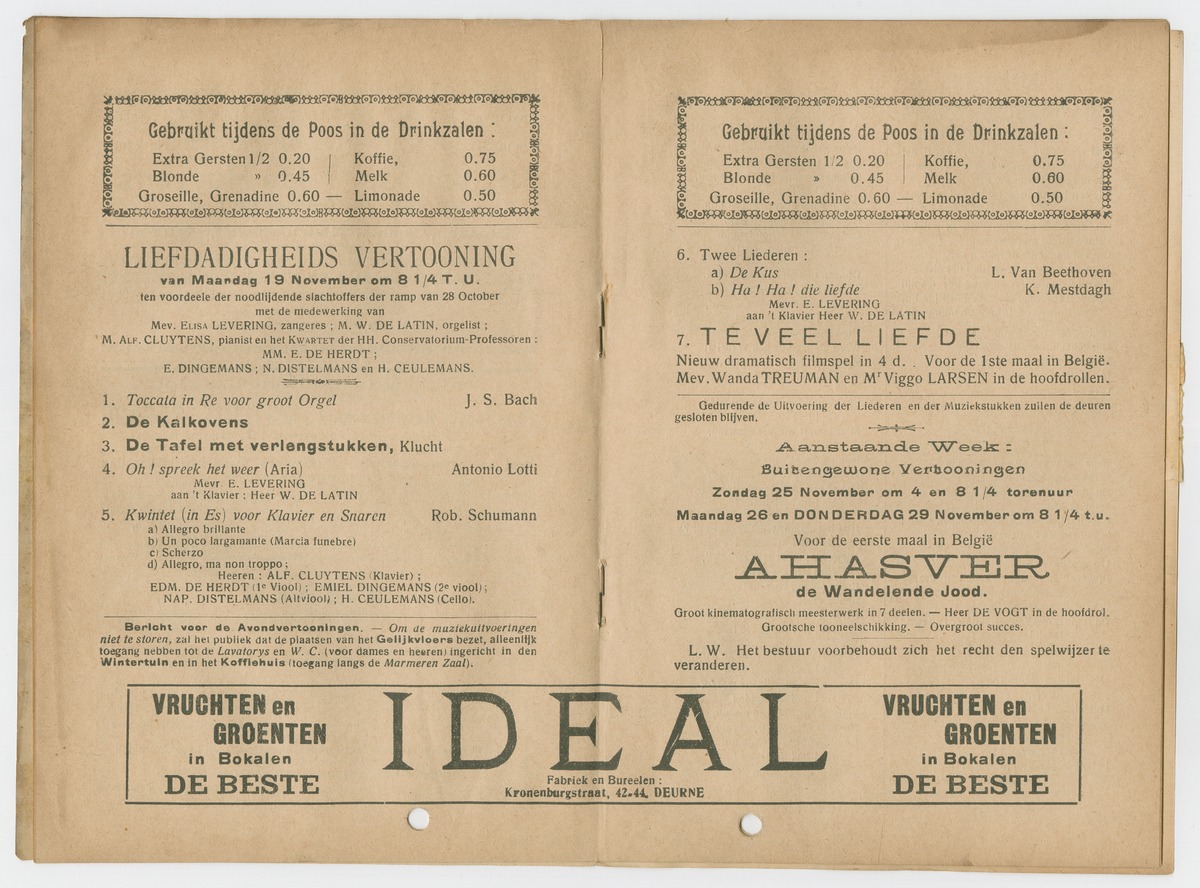 Gebruikt tijdens de Poos in de Drinkzalen :
Extra Gersten 1/2 0.20 Koffie, 0.75
Blonde » 0.45 Melk 0.60
Groseille, Grenadine 0.60 — Limonade 0.50
LIEFDADIGHEIDS VERTOONING
van Maandag 19 November om 8 1/4 T. U.
ten voordeele der noodlijdende slachtoffers der ramp van 28 October
met de medewerking van
Mev. ELISA LEVERING, zangeres ; M. W. DE LATIN, orgelist ;
M. ALF. CLUYTENS, pianist en het KWARTET der HH. Conservatorium-Professoren :
MM. E. DE HERDT ;
E. DINGEMANS ; N. DISTELMANS en H. CEULEMANS.
1. Toccata in Re voor groot Orgel J. S. Bach
2. De Kalkovens
3. De Tafel met verlengstukken, Klucht
4. Oh ! spreek het weer (Aria) Antonio Lotti
Mevr. E. LEVERING
aan 't Klavier : Heer W. DE LATIN
5. Kwintet (in Es) voor Klavier en Snaren Rob. Schumann
a) Allegro brillante
b) Un poco largamante (Marcia funebre)
c) Scherzo
d) Allegro, ma non troppo ;
Heeren : ALF. CLUYTENS (Klavier) ;
EDM. DE HERDT (1e Viool) ; EMIEL DINGEMANS (2e viool) ;
NAP. DISTELMANS (Altviool) ; H. CEULEMANS (Cello).
Bericht voor de Avondvertooningen. — Om de muziekuitvoeringen
niet te storen, zal het publiek dat de plaatsen van het Gelijkvloers bezet, alleenlijk
toegang hebben tot de Lavatorys en W. C. (voor dames en heeren) ingericht in den
Wintertuin en in het Koffiehuis (toegang langs de Marmeren Zaal).
Gebruikt tijdens de Poos in de Drinkzalen :
Extra Gersten 1/2 0.20 Koffie, 0.75
Blonde » 0.45 Melk 0.60
Groseille, Grenadine 0.60 — Limonade 0.50
6. Twee Liederen :
a) De Kus L. Van Beethoven
b) Ha ! Ha ! die liefde K. Mestdagh
Mevr. E. LEVERING
aan 't Klavier Heer W. DE LATIN
7. TE VEEL LIEFDE
Nieuw dramatisch filmspel in 4 d. . Voor de 1ste maal in België.
Mev. Wanda TREUMAN en Mr Viggo LARSEN in de hoofdrollen.
Gedurende de Uitvoering der Liederen en der Muziekstukken zullen de deuren
gesloten blijven.
Aanstaande Week :
Buitengewone Vertooningen
Zondag 25 November om 4 en 8 1/4 torenuur
Maandag 26 en DONDERDAG 29 November om 8 1/4 t.u.
Voor de eerste maal in België
AHASVER
de Wandelende Jood.
Groot kinematografisch meesterwerk in 7 deelen. — Heer DE VOGT in de hoofdrol.
Grootsche tooneelschikking. — Overgroot succes.
L. W. Het bestuur voorbehoudt zich het recht den spelwijzer te
veranderen.
VRUCHTEN en
GROENTEN
in Bokalen
DE BESTE
IDEAL
Fabriek en Bureelen :
Kronenburgstraat, 42-44, DEURNE
VRUCHTEN en
GROENTEN
in Bokalen
DE BESTE